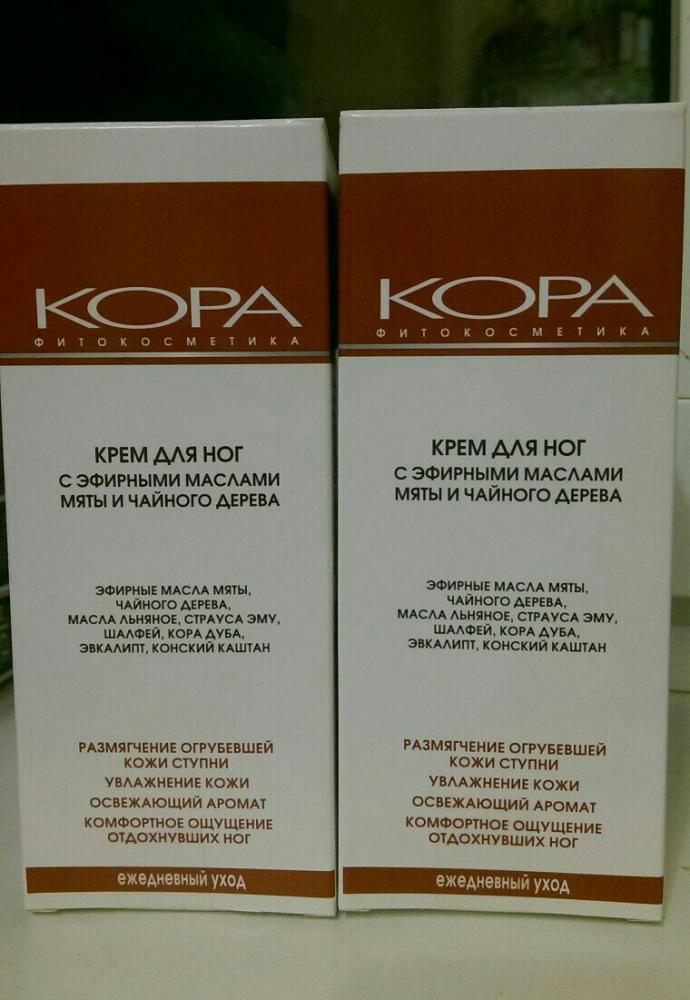 КОРА
ФИТОКОСМЕТИКА
КРЕМ ДЛЯ НОГ
С ЭФИРНЫМИ МАСЛАМИ
МЯТЫ И ЧАЙНОГО ДЕРЕВА
ЭФИРНЫЕ МАСЛА МЯТЫ,
ЧАЙНОГО ДЕРЕВА,
МАСЛА ЛЬНЯНОЕ, СТРАУСА ЭМУ,
ШАЛФЕЙ, КОРА ДУБА,
ЭВКАЛИПТ, КОНСКИЙ КАШТАН
РАЗМЯГЧЕНИЕ ОГРУБЕВШЕЙ
КОЖИ СТУПНИ
УВЛАЖНЕНИЕ КОЖИ
ОСВЕЖАЮЩИЙ АРОМАТ
КОМФОРТНОЕ ОЩУЩЕНИЕ
ОТДОХНУВШИХ НОГ
ежедневный уход
КОРА
ФИТОКОСМЕТИКА
КРЕМ ДЛЯ НОГ
С ЭФИРНЫМИ МАСЛАМИ
МЯТЫ И ЧАЙНОГО ДЕРЕВА
ЭФИРНЫЕ МАСЛА МЯТЫ,
ЧАЙНОГО ДЕРЕВА,
МАСЛА ЛЬНЯНОЕ, СТРАУСА ЭМУ,
ШАЛФЕЙ, КОРА ДУБА,
ЭВКАЛИПТ, КОНСКИЙ КАШТАН
РАЗМЯГЧЕНИЕ ОГРУБЕВШЕЙ
КОЖИ СТУПНИ
УВЛАЖНЕНИЕ КОЖИ
ОСВЕЖАЮЩИЙ АРОМАТ
КОМФОРТНОЕ ОЩУЩЕНИЕ
ОТДОХНУВШИХ НОГ
ежедневный уход